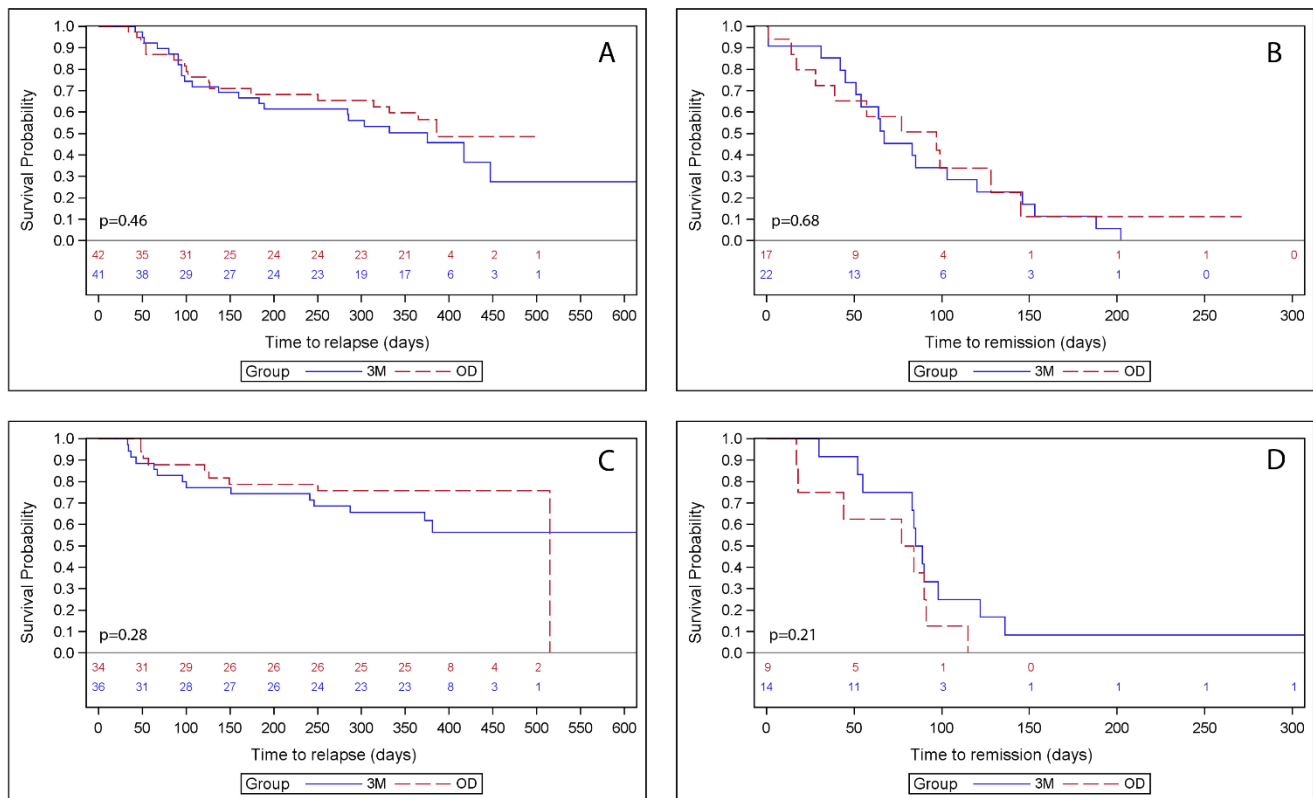 A
Survival Probability
1.0
0.9
0.8
0.7
0.6
0.5
0.4
0.3
0.2
0.1
0.0
p=0.46
42 35 31 25 24 24 23 21 4 2 1
41 38 29 27 24 23 19 17 6 3 1
0 50 100 150 200 250 300 350 400 450 500 550 600
Time to relapse (days)
Group 3M OD
B
Survival Probability
1.0
0.9
0.8
0.7
0.6
0.5
0.4
0.3
0.2
0.1
0.0
p=0.68
17 9 4 1 1 1 0
22 13 6 3 1 0
0 50 100 150 200 250 300
Time to remission (days)
Group 3M OD
C
Survival Probability
1.0
0.9
0.8
0.7
0.6
0.5
0.4
0.3
0.2
0.1
0.0
p=0.28
34 31 29 26 26 26 25 25 8 4 2
36 31 28 27 26 24 23 23 8 3 1
0 50 100 150 200 250 300 350 400 450 500 550 600
Time to relapse (days)
Group 3M OD
D
Survival Probability
1.0
0.9
0.8
0.7
0.6
0.5
0.4
0.3
0.2
0.1
0.0
p=0.21
9 5 1 0
14 11 3 1 1 1 1
0 50 100 150 200 250 300
Time to remission (days)
Group 3M OD